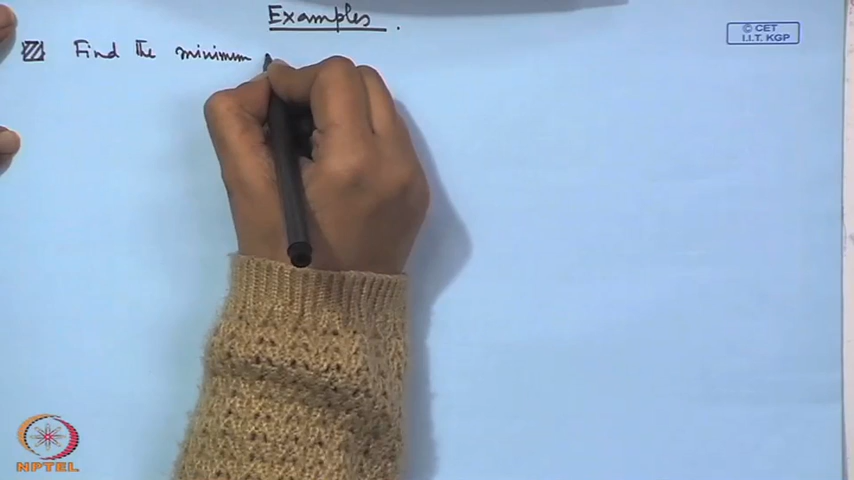 Examples.
© CET
I.I.T. KGP
Find the minimum
NPTEL